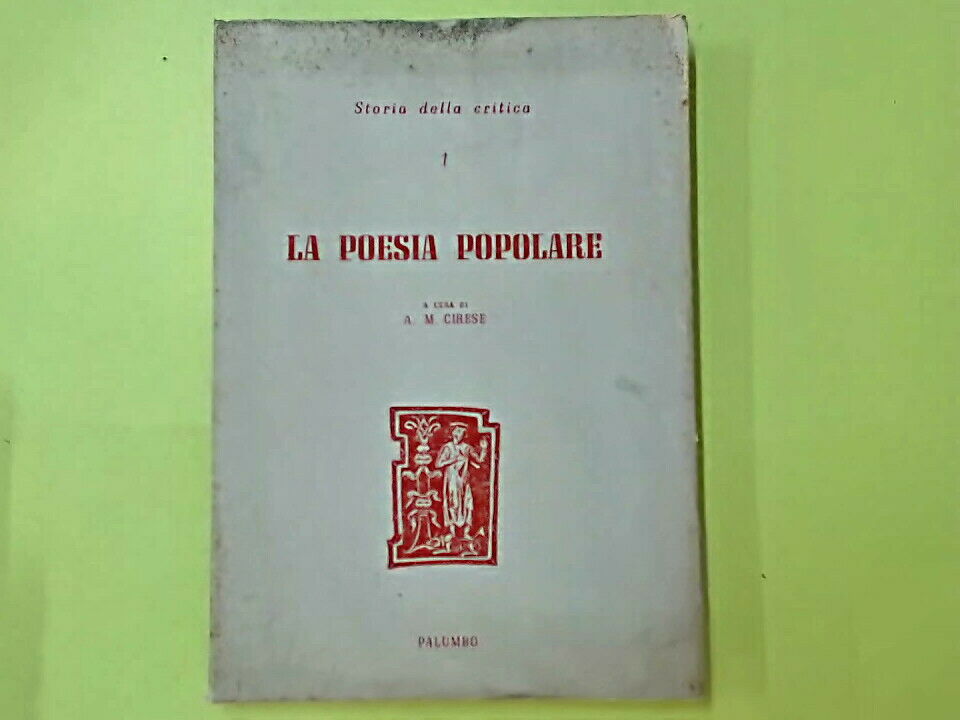 Storia della critica
1
LA POESIA POPOLARE
A CURA DI
A. M. CIRESE
PALUMBO